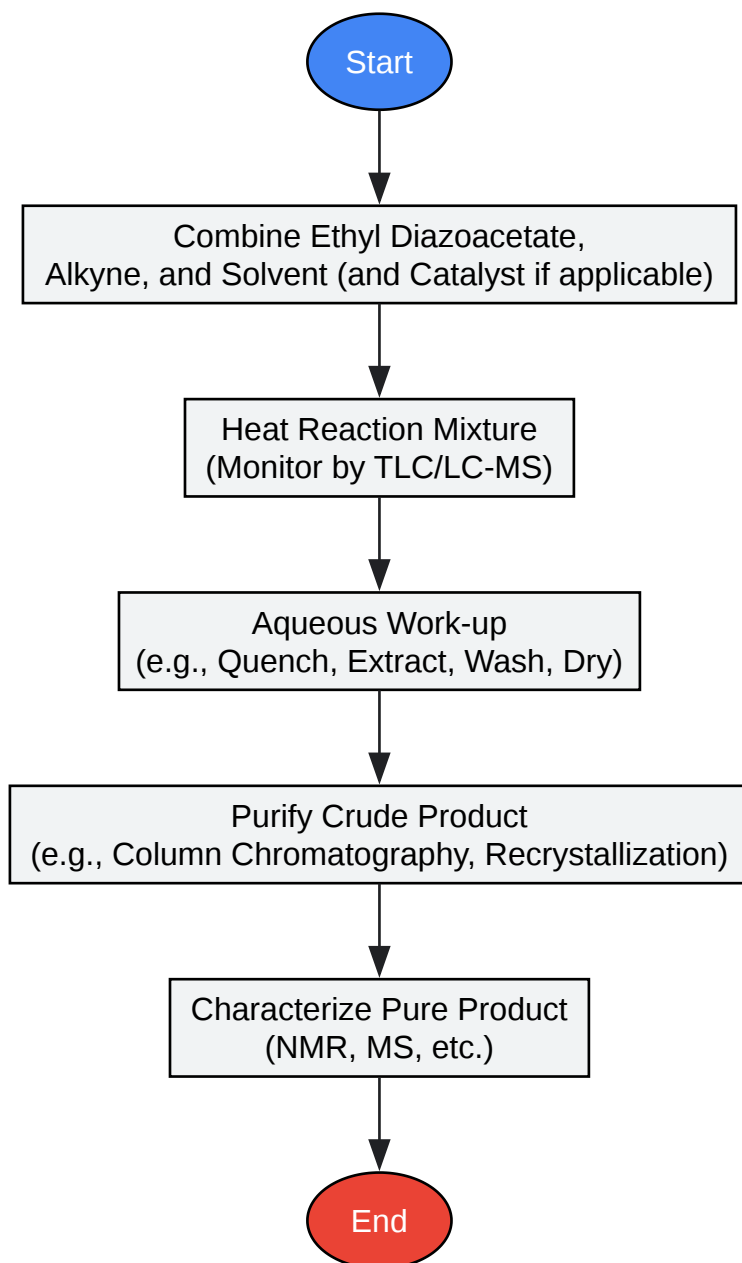 Start
Combine Ethyl Diazoacetate,
Alkyne, and Solvent (and Catalyst if applicable)
Heat Reaction Mixture
(Monitor by TLC/LC-MS)
Aqueous Work-up
(e.g., Quench, Extract, Wash, Dry)
Purify Crude Product
(e.g., Column Chromatography, Recrystallization)
Characterize Pure Product
(NMR, MS, etc.)
End